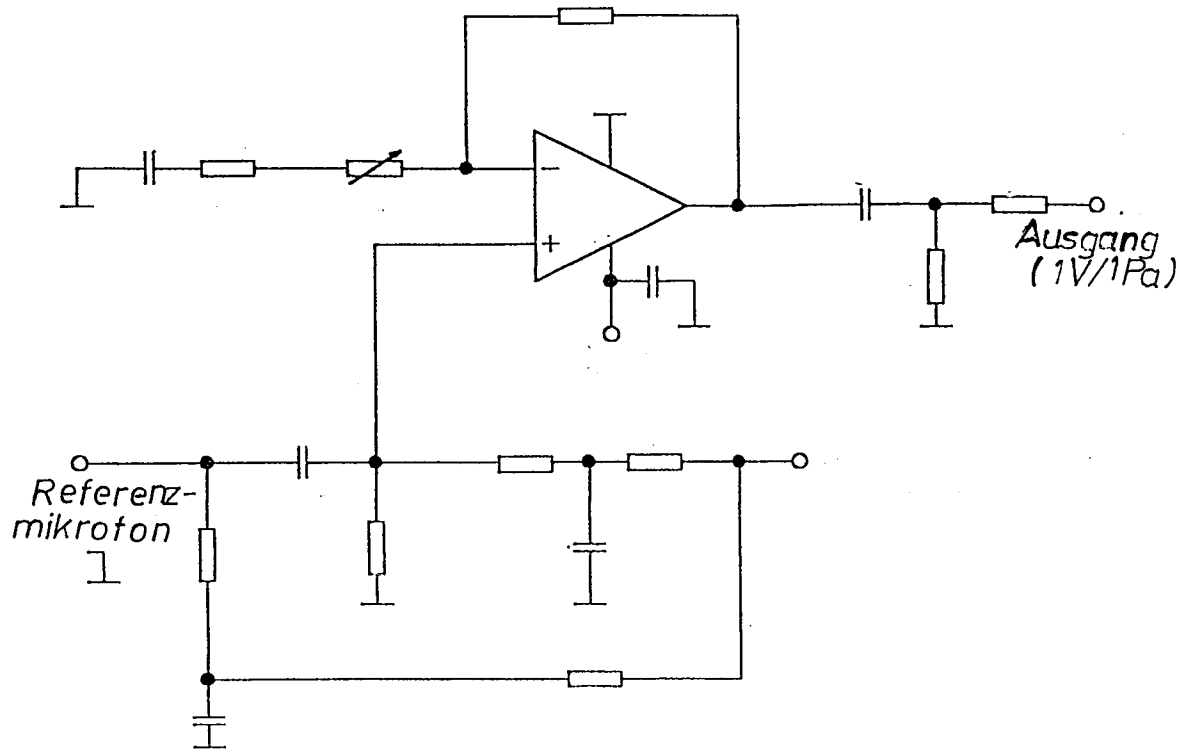 −
+
Ausgang
(1V/1Pa)
Referenz-
mikrofon